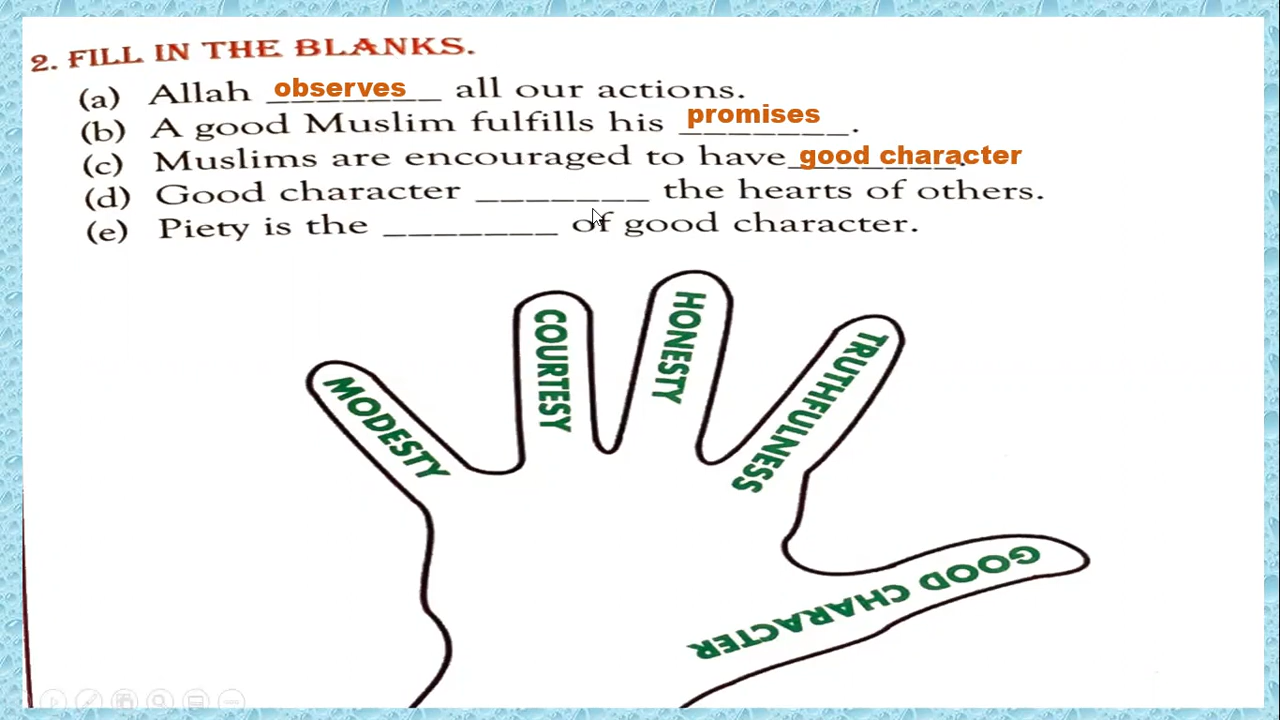 2. FILL IN THE BLANKS.
(a) Allah observes all our actions.
(b) A good Muslim fulfills his promises.
(c) Muslims are encouraged to have good character.
(d) Good character _______ the hearts of others.
(e) Piety is the _______ of good character.
MODESTY
COURTESY
HONESTY
TRUTHFULNESS
GOOD CHARACTER